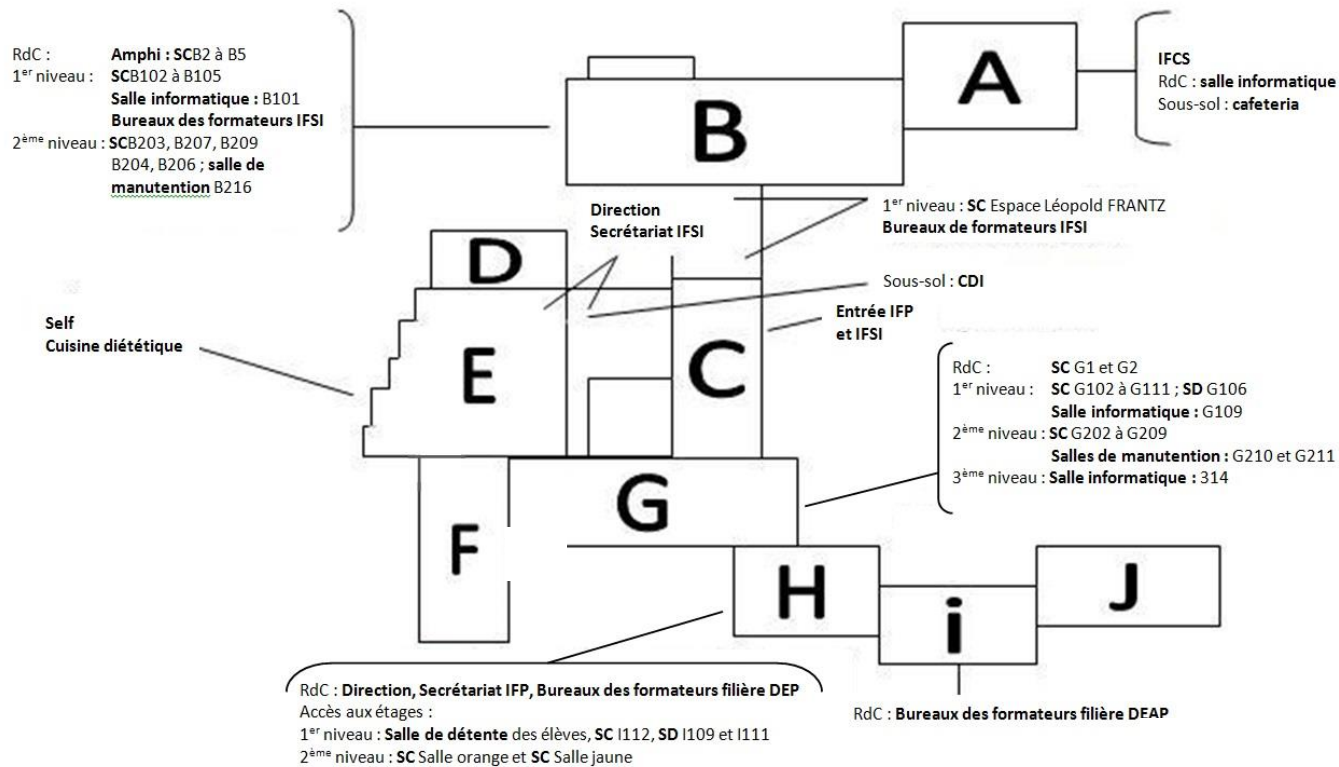 RdC : Amphi : SCB2 à B5
1er niveau : SCB102 à B105
Salle informatique : B101
Bureaux des formateurs IFSI
2ème niveau : SCB203, B207, B209
B204, B206 ; salle de
manutention B216
A
IFCS
RdC : salle informatique
Sous-sol : cafeteria
B
Direction
Secrétariat IFSI
1er niveau : SC Espace Léopold FRANTZ
Bureaux de formateurs IFSI
D
Sous-sol : CDI
Self
Cuisine diététique
E
C
Entrée IFP
et IFSI
RdC : SC G1 et G2
1er niveau : SC G102 à G111 ; SD G106
Salle informatique : G109
2ème niveau : SC G202 à G209
Salles de manutention : G210 et G211
3ème niveau : Salle informatique : 314
G
F
H
i
J
RdC : Direction, Secrétariat IFP, Bureaux des formateurs filière DEP
Accès aux étages :
1er niveau : Salle de détente des élèves, SC I112, SD I109 et I111
2ème niveau : SC Salle orange et SC Salle jaune
RdC : Bureaux des formateurs filière DEAP